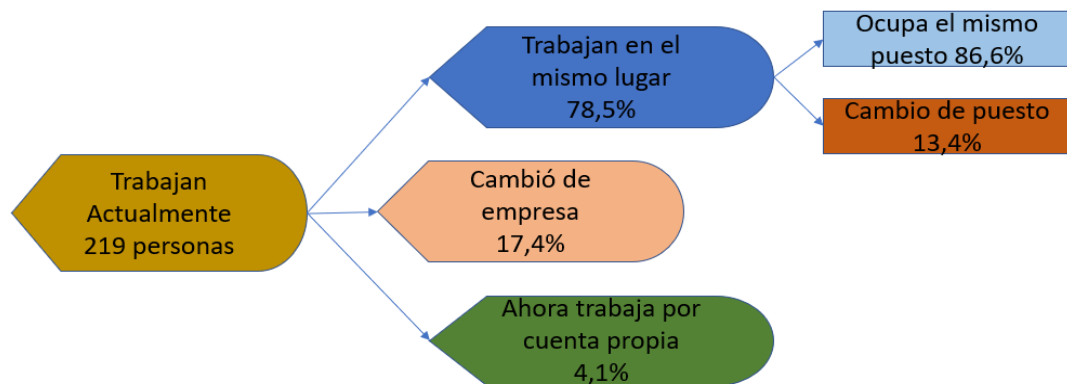 Trabajan
Actualmente
219 personas
Trabajan en el
mismo lugar
78,5%
Ocupa el mismo
puesto 86,6%
Cambio de puesto
13,4%
Cambió de
empresa
17,4%
Ahora trabaja por
cuenta propia
4,1%